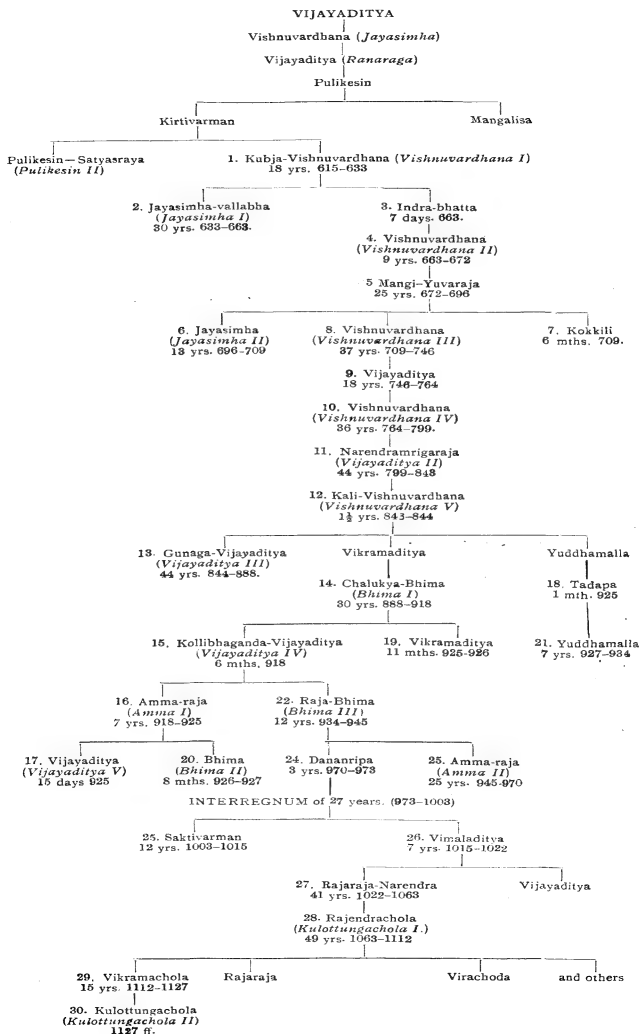 VIJAYADITYA
Vishnuvardhana (Jayasimha)
Vijayaditya (Ranaraga)
Pulikesin
Kirtivarman
Mangalisa
Pulikesin—Satyasraya
(Pulikesin II)
1. Kubja-Vishnuvardhana (Vishnuvardhana I)
18 yrs. 615-633
2. Jayasimha-vallabha
(Jayasimha I)
30 yrs. 633-663.
3. Indra-bhatta
7 days. 663.
4. Vishnuvardhana
(Vishnuvardhana II)
9 yrs. 663-672
5 Mangi-Yuvaraja
25 yrs. 672-696
6. Jayasimha
(Jayasimha II)
13 yrs. 696-709
8. Vishnuvardhana
(Vishnuvardhana III)
37 yrs. 709-746
7. Kokkili
6 mths. 709.
9. Vijayaditya
18 yrs. 746-764
10. Vishnuvardhana
(Vishnuvardhana IV)
36 yrs. 764-799.
11. Narendramrigaraja
(Vijayaditya II)
44 yrs. 799-843
12. Kali-Vishnuvardhana
(Vishnuvardhana V)
1½ yrs. 843-844
13. Gunaga-Vijayaditya
(Vijayaditya III)
44 yrs. 844-888.
Vikramaditya
Yuddhamalla
14. Chalukya-Bhima
(Bhima I)
30 yrs. 888-918
18. Tadapa
1 mth. 925
15. Kollibhaganda-Vijayaditya
(Vijayaditya IV)
6 mths. 918
19. Vikramaditya
11 mths. 925-926
21. Yuddhamalla
7 yrs. 927-934
16. Amma-raja
(Amma I)
7 yrs. 918-925
22. Raja-Bhima
(Bhima III)
12 yrs. 934-945
17. Vijayaditya
(Vijayaditya V)
15 days 925
20. Bhima
(Bhima II)
8 mths. 926-927
24. Dananripa
3 yrs. 970-973
25. Amma-raja
(Amma II)
25 yrs. 945-970
INTERREGNUM of 27 years. (973-1003)
25. Saktivarman
12 yrs. 1003-1015
26. Vimaladitya
7 yrs. 1015-1022
27. Rajaraja-Narendra
41 yrs. 1022-1063
Vijayaditya
28. Rajendrachola
(Kulottungachola I.)
49 yrs. 1063-1112
29. Vikramachola
15 yrs. 1112-1127
Rajaraja
Virachoda
and others
30. Kulottungachola
(Kulottungachola II)
1127 ff.